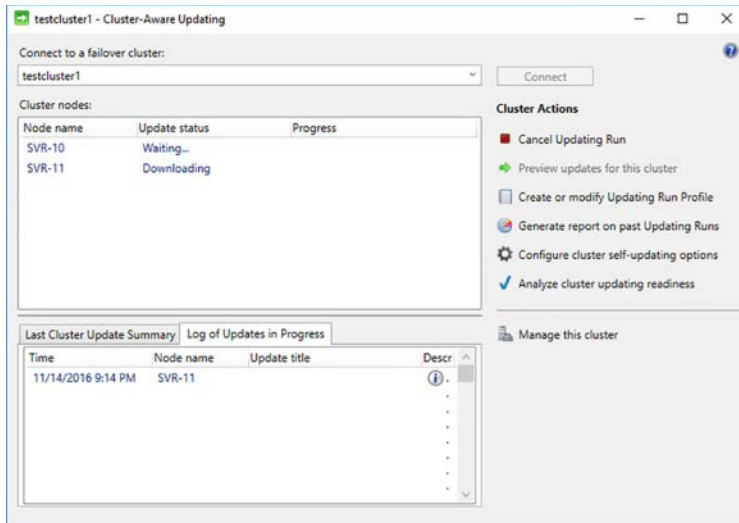 testcluster1 - Cluster-Aware Updating
Connect to a failover cluster:
testcluster1
Connect
Cluster nodes:
Node name Update status Progress
SVR-10 Waiting...
SVR-11 Downloading
Cluster Actions
Cancel Updating Run
Preview updates for this cluster
Create or modify Updating Run Profile
Generate report on past Updating Runs
Configure cluster self-updating options
Analyze cluster updating readiness
Manage this cluster
Last Cluster Update Summary Log of Updates in Progress
Time Node name Update title Descr
11/14/2016 9:14 PM SVR-11